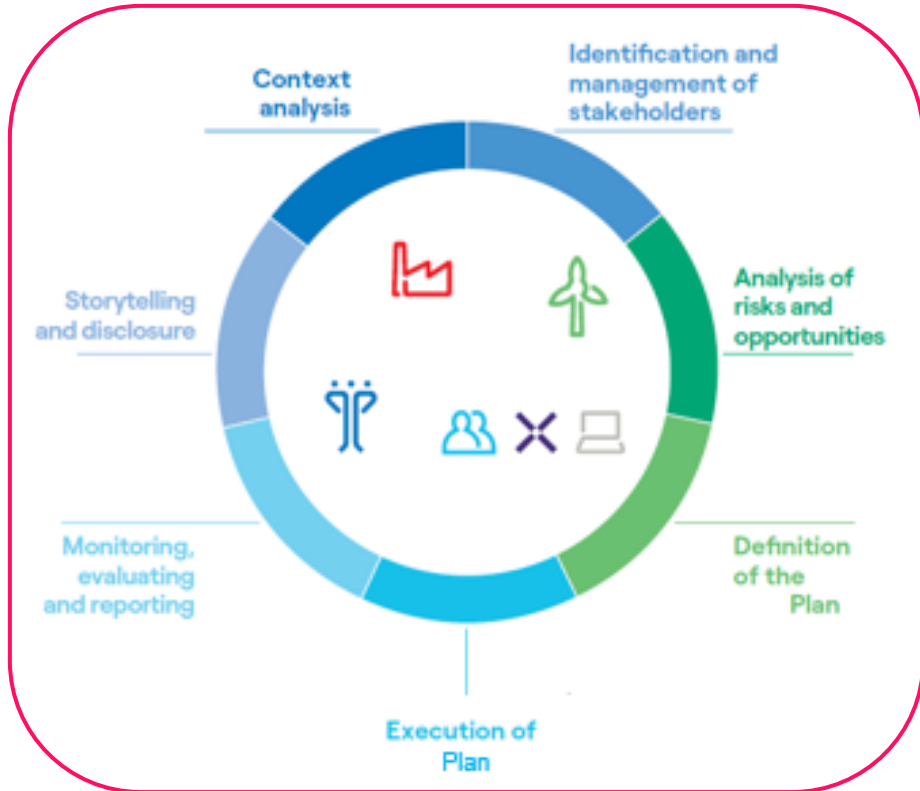 Context
analysis
Identification and
management of
stakeholders
Analysis of
risks and
opportunities
Definition
of the
Plan
Execution of
Plan
Monitoring,
evaluating
and reporting
Storytelling
and disclosure